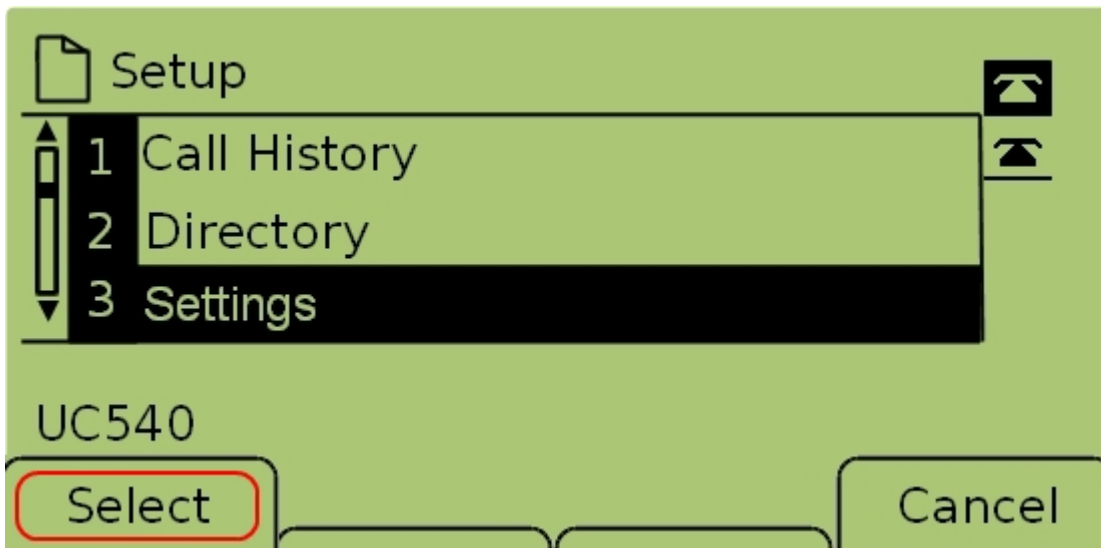 Setup
1 Call History
2 Directory
3 Settings
UC540
Select Cancel